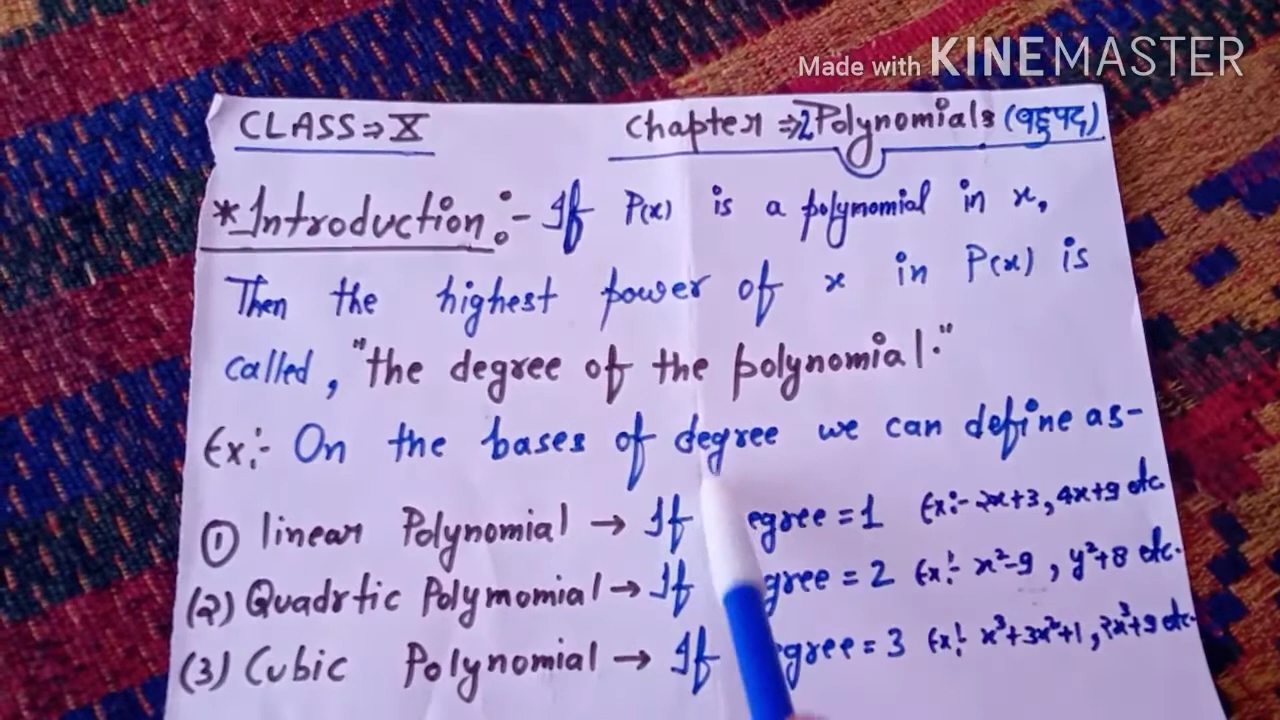 Made with KINEMASTER
CLASS⇒X Chapter ⇒2 Polynomials (बहुपद)
*Introduction:- If P(x) is a polynomial in x,
Then the highest power of x in P(x) is
called, "the degree of the polynomial."
Ex:- On the bases of degree we can define as-
① linear Polynomial → If egree = 1 Ex:- 2x+3, 4x+9 etc
(2) Quadrtic Polymomial → If gree = 2 Ex:- x²-9, y²+8 etc.
(3) Cubic Polynomial → If gree = 3 Ex:- x³+3x²+1, 2x³+9 etc-